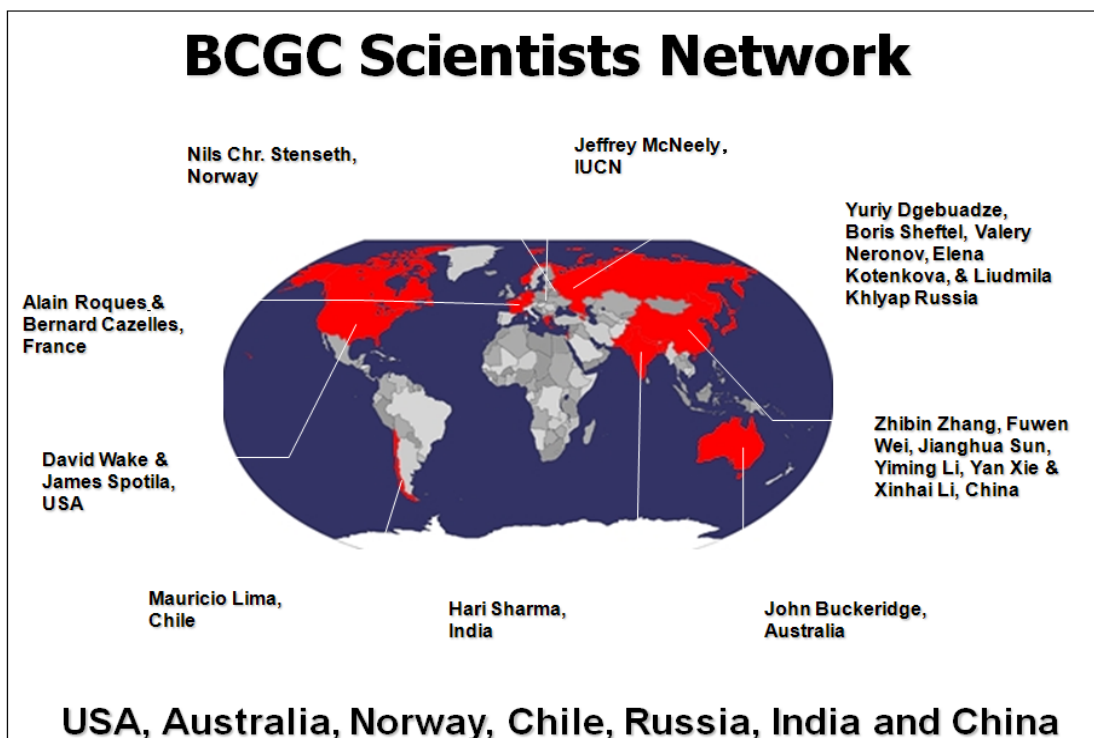 BCGC Scientists Network
Nils Chr. Stenseth,
Norway
Jeffrey McNeely,
IUCN
Yuriy Dgebuadze,
Boris Sheftel, Valery
Neronov, Elena
Kotenkova, & Liudmila
Khlyap Russia
Alain Roques &
Bernard Cazelles,
France
David Wake &
James Spotila,
USA
Zhibin Zhang, Fuwen
Wei, Jianghua Sun,
Yiming Li, Yan Xie &
Xinhai Li, China
Mauricio Lima,
Chile
Hari Sharma,
India
John Buckeridge,
Australia
USA, Australia, Norway, Chile, Russia, India and China